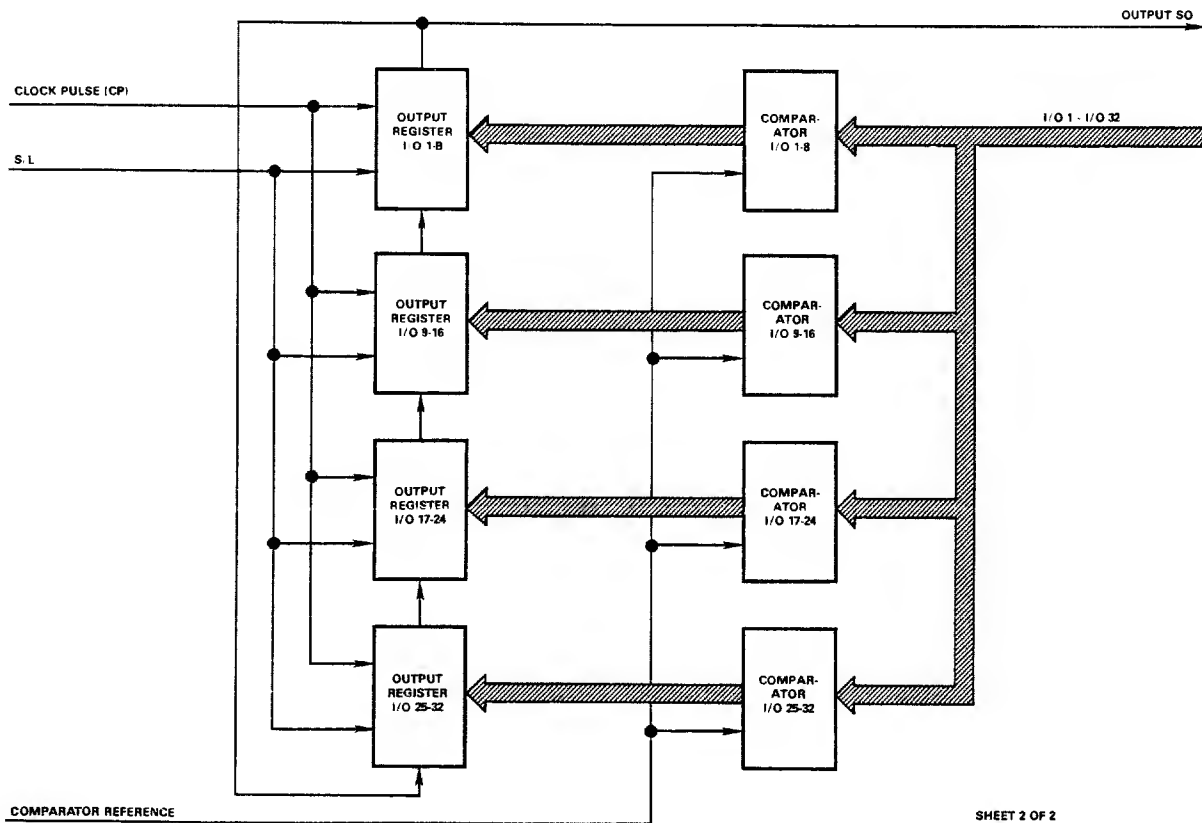 OUTPUT SO
CLOCK PULSE (CP)
S/L
OUTPUT
REGISTER
I/O 1-8
COMPAR-
ATOR
I/O 1-8
I/O 1 - I/O 32
OUTPUT
REGISTER
I/O 9-16
COMPAR-
ATOR
I/O 9-16
OUTPUT
REGISTER
I/O 17-24
COMPAR-
ATOR
I/O 17-24
OUTPUT
REGISTER
I/O 25-32
COMPAR-
ATOR
I/O 25-32
COMPARATOR REFERENCE
SHEET 2 OF 2